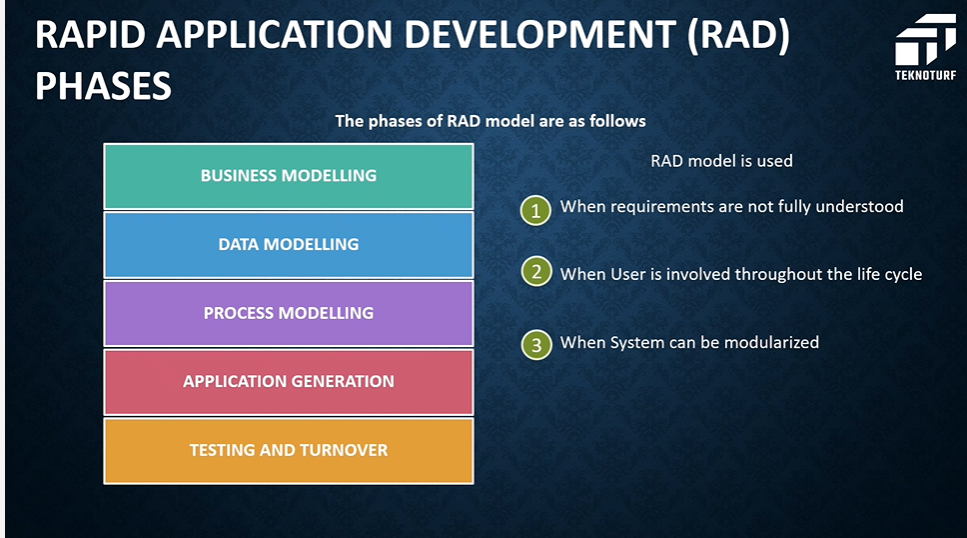 RAPID APPLICATION DEVELOPMENT (RAD)
PHASES
TEKNOTURF
The phases of RAD model are as follows
BUSINESS MODELLING
DATA MODELLING
PROCESS MODELLING
APPLICATION GENERATION
TESTING AND TURNOVER
RAD model is used
1 When requirements are not fully understood
2 When User is involved throughout the life cycle
3 When System can be modularized